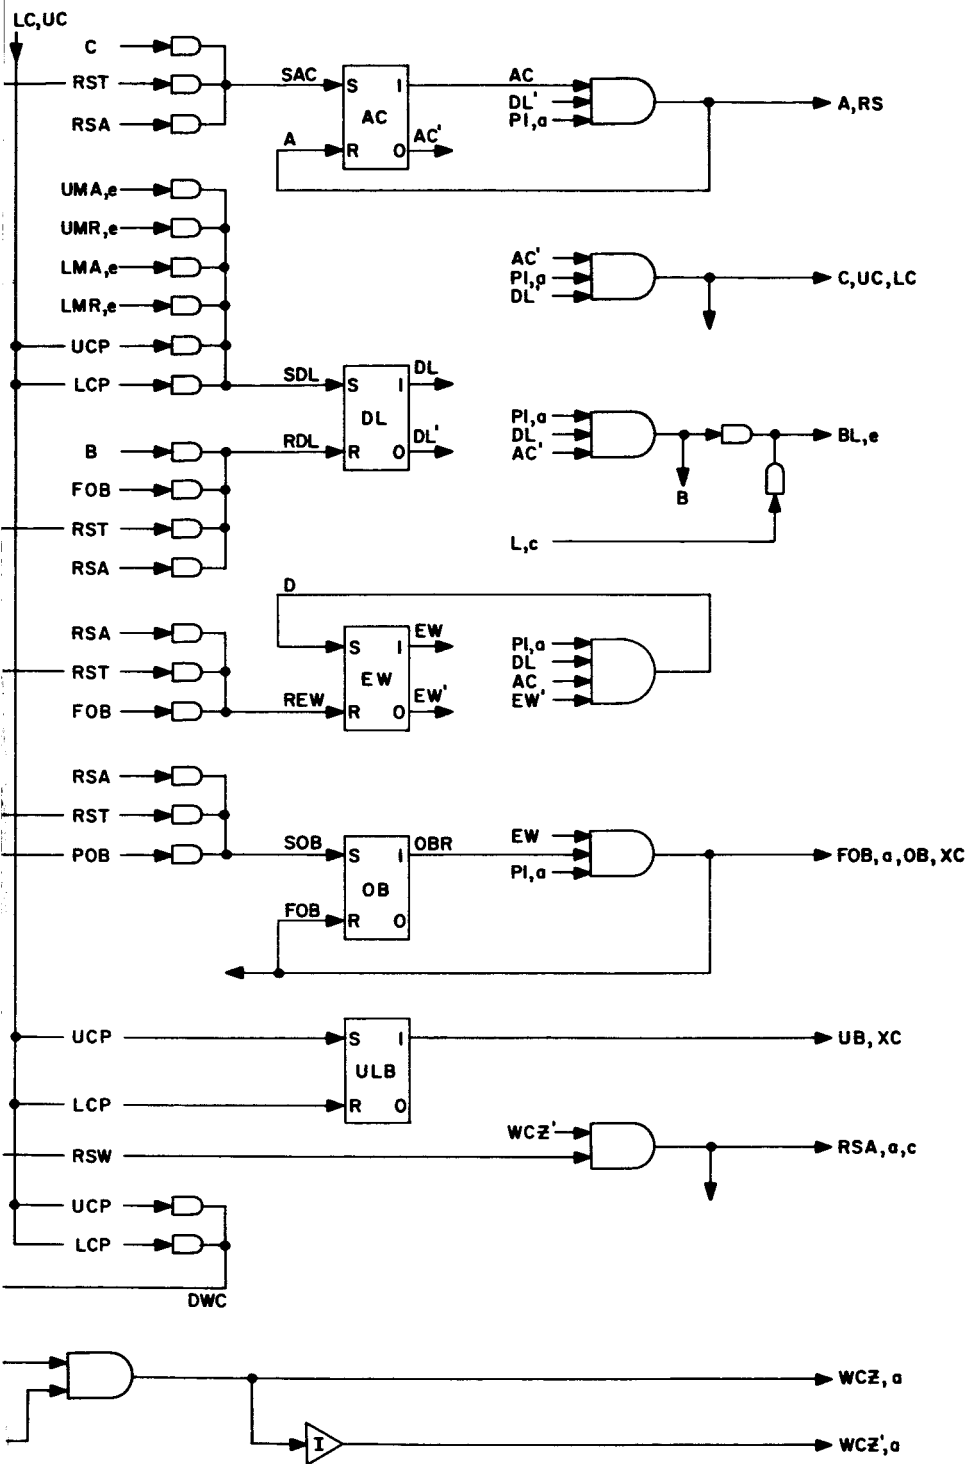 LC,UC
C
RST
RSA
SAC
S I
AC
R O
A
AC
AC'
DL'
PI,a
A,RS
UMA,e
UMR,e
LMA,e
LMR,e
UCP
LCP
AC'
PI,a
DL'
C,UC,LC
SDL
S I
DL
R O
DL
DL'
B
FOB
RST
RSA
RDL
PI,a
DL
AC'
B
BL,e
L,c
D
RSA
RST
FOB
REW
S I
EW
R O
EW
EW'
PI,a
DL
AC
EW'
RSA
RST
POB
SOB
S I
OB
R O
FOB
OBR
EW
PI,a
FOB,a,OB,XC
UCP
LCP
S I
ULB
R O
UB, XC
RSW
WCZ'
RSA,a,c
UCP
LCP
DWC
WCZ, a
I
WCZ',a